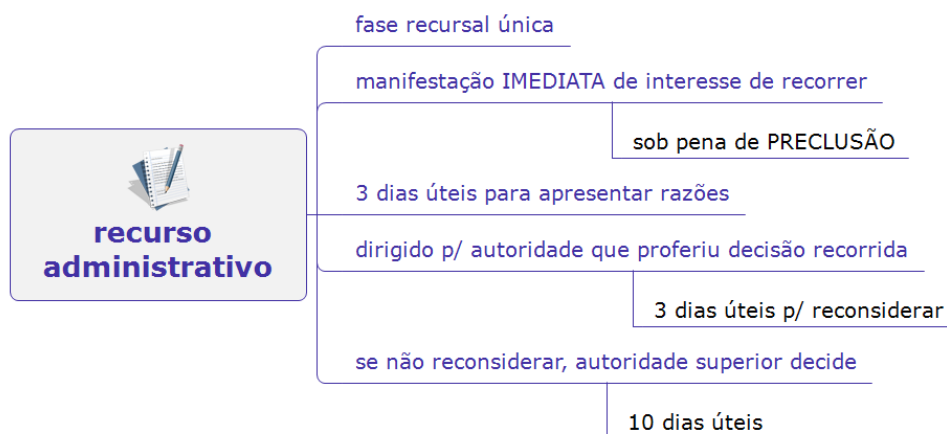 recurso
administrativo
fase recursal única
manifestação IMEDIATA de interesse de recorrer
sob pena de PRECLUSÃO
3 dias úteis para apresentar razões
dirigido p/ autoridade que proferiu decisão recorrida
3 dias úteis p/ reconsiderar
se não reconsiderar, autoridade superior decide
10 dias úteis